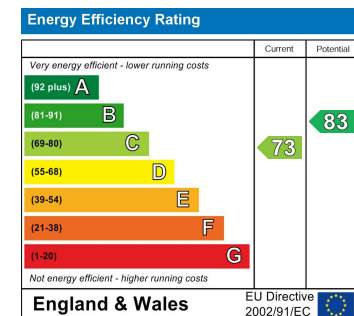 Energy Efficiency Rating
Current Potential
Very energy efficient - lower running costs
(92 plus) A
(81-91) B
83
(69-80) C
73
(55-68) D
(39-54) E
(21-38) F
(1-20) G
Not energy efficient - higher running costs
England & Wales
EU Directive
2002/91/EC